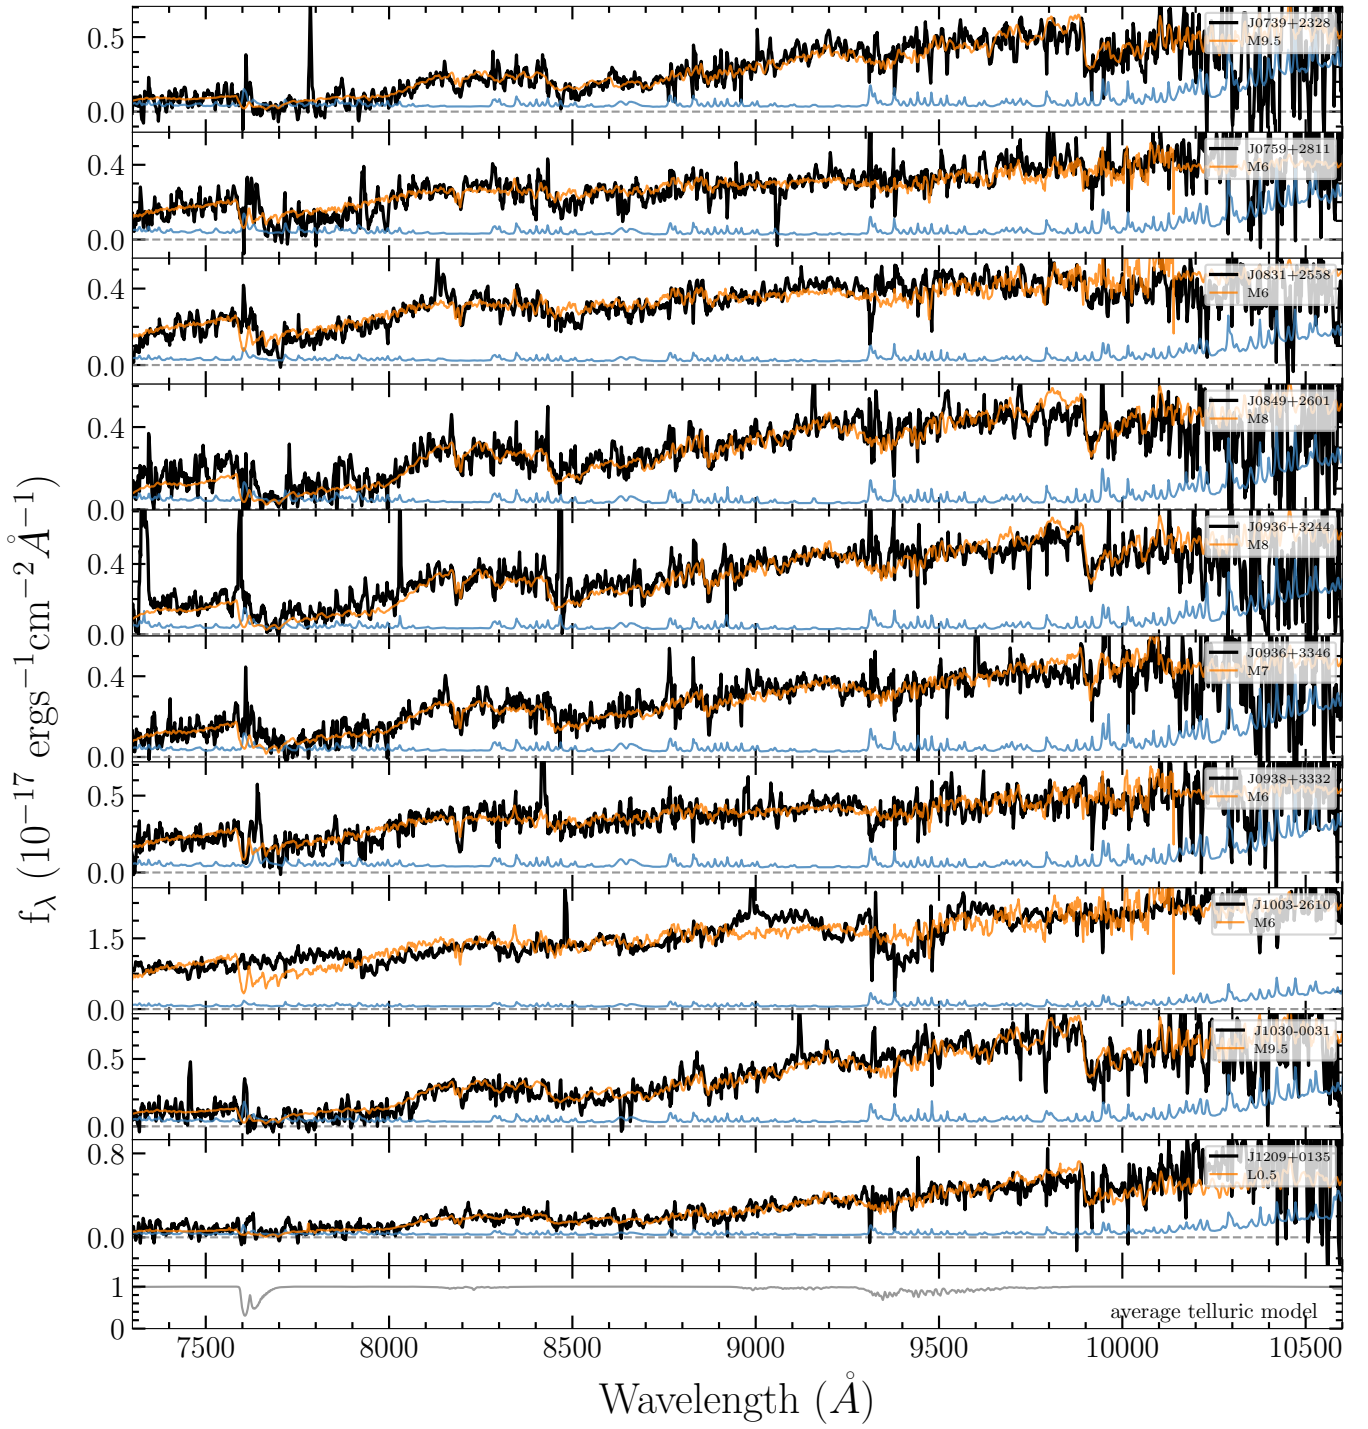 0.5
0.0
J0739+2328
M9.5
0.4
0.0
J0759+2811
M6
0.4
0.0
J0831+2558
M6
0.4
0.0
J0849+2601
M8
0.4
0.0
J0936+3244
M8
0.4
0.0
J0936+3346
M7
0.5
0.0
J0938+3332
M6
1.5
0.0
J1003-2610
M6
0.5
0.0
J1030-0031
M9.5
0.8
0.0
J1209+0135
L0.5
1
0
average telluric model
7500 8000 8500 9000 9500 10000 10500
Wavelength (Å)
f_λ (10⁻¹⁷ ergs⁻¹cm⁻²Å⁻¹)